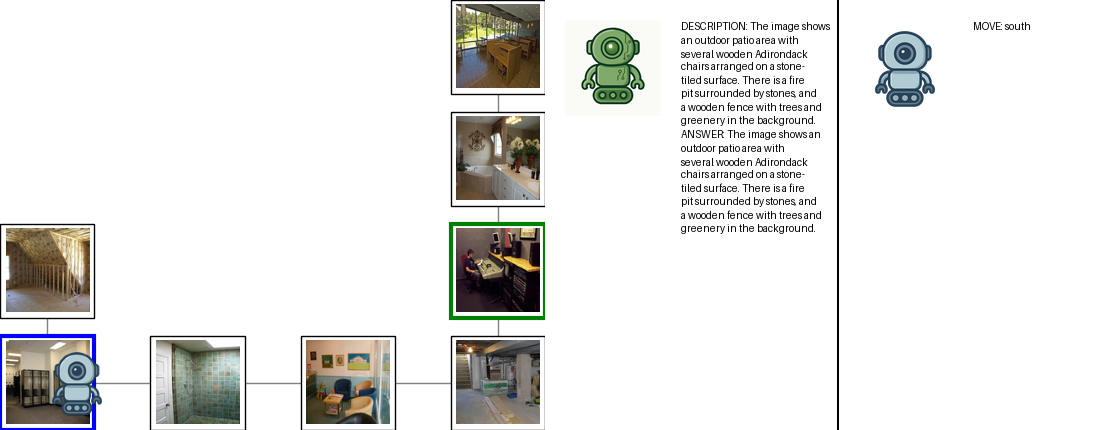 DESCRIPTION: The image shows
an outdoor patio area with
several wooden Adirondack
chairs arranged on a stone-
tiled surface. There is a fire
pit surrounded by stones, and
a wooden fence with trees and
greenery in the background.
ANSWER: The image shows an
outdoor patio area with
several wooden Adirondack
chairs arranged on a stone-
tiled surface. There is a fire
pit surrounded by stones, and
a wooden fence with trees and
greenery in the background.
MOVE: south